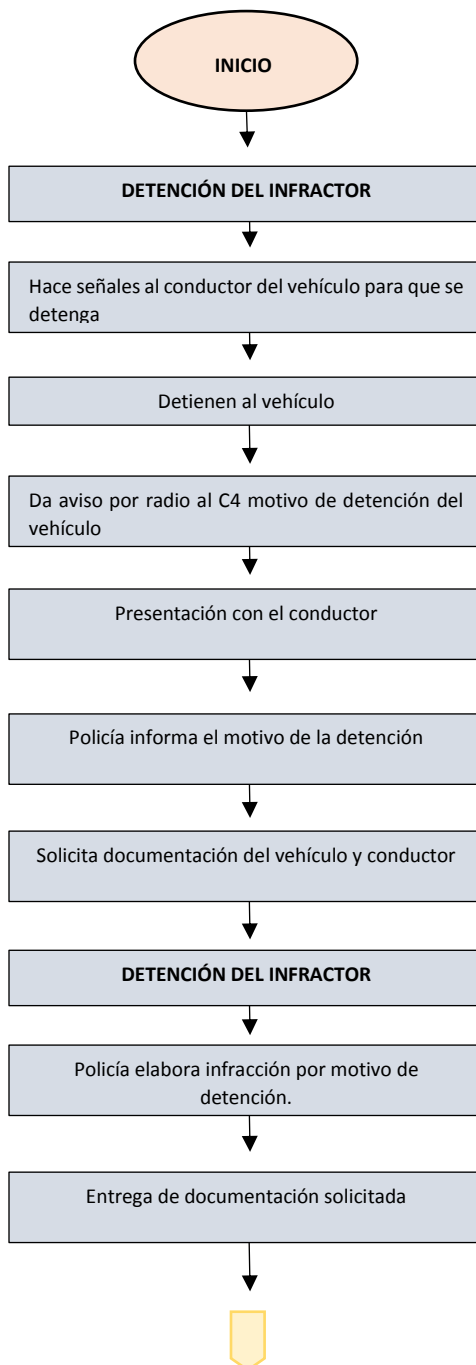 INICIO
DETENCIÓN DEL INFRACTOR
Hace señales al conductor del vehículo para que se
detenga
Detienen al vehículo
Da aviso por radio al C4 motivo de detención del
vehículo
Presentación con el conductor
Policía informa el motivo de la detención
Solicita documentación del vehículo y conductor
DETENCIÓN DEL INFRACTOR
Policía elabora infracción por motivo de
detención.
Entrega de documentación solicitada